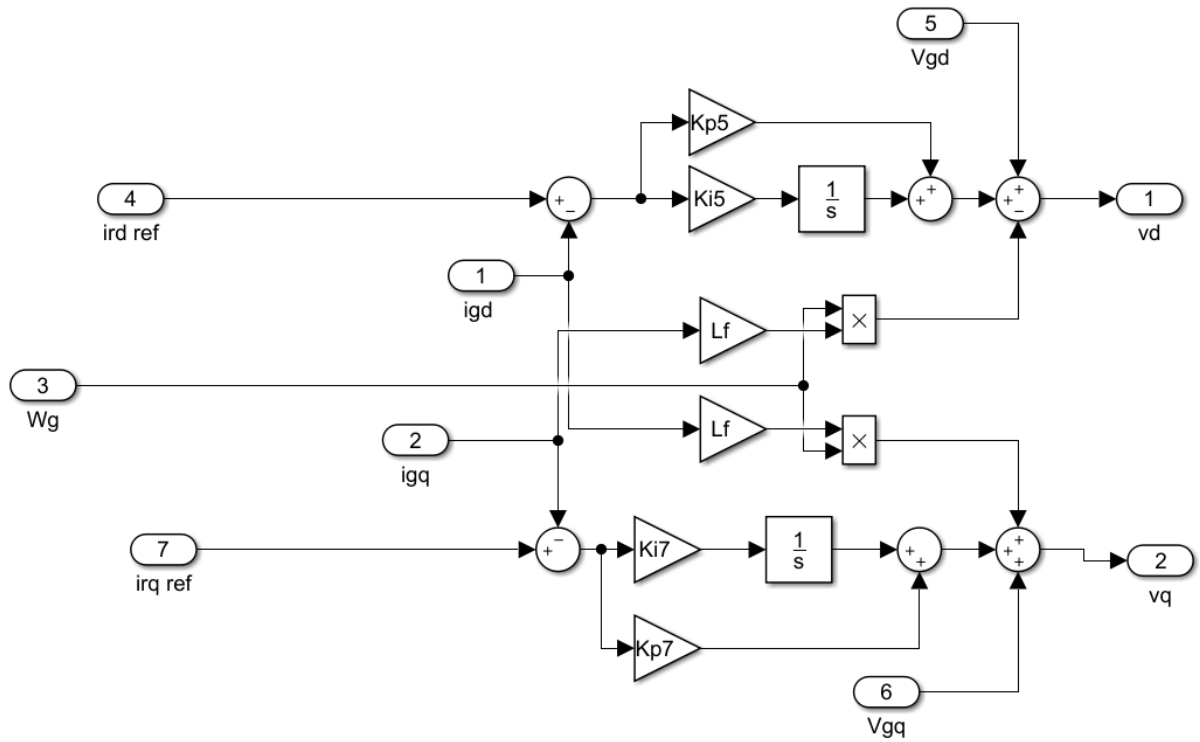 5
Vgd
Kp5
4
ird ref
+
−
Ki5
1
s
+
+
+
+
−
1
vd
1
igd
Lf
×
3
Wg
Lf
×
2
igq
7
irq ref
−
+
Ki7
1
s
+
+
+
+
+
2
vq
Kp7
6
Vgq